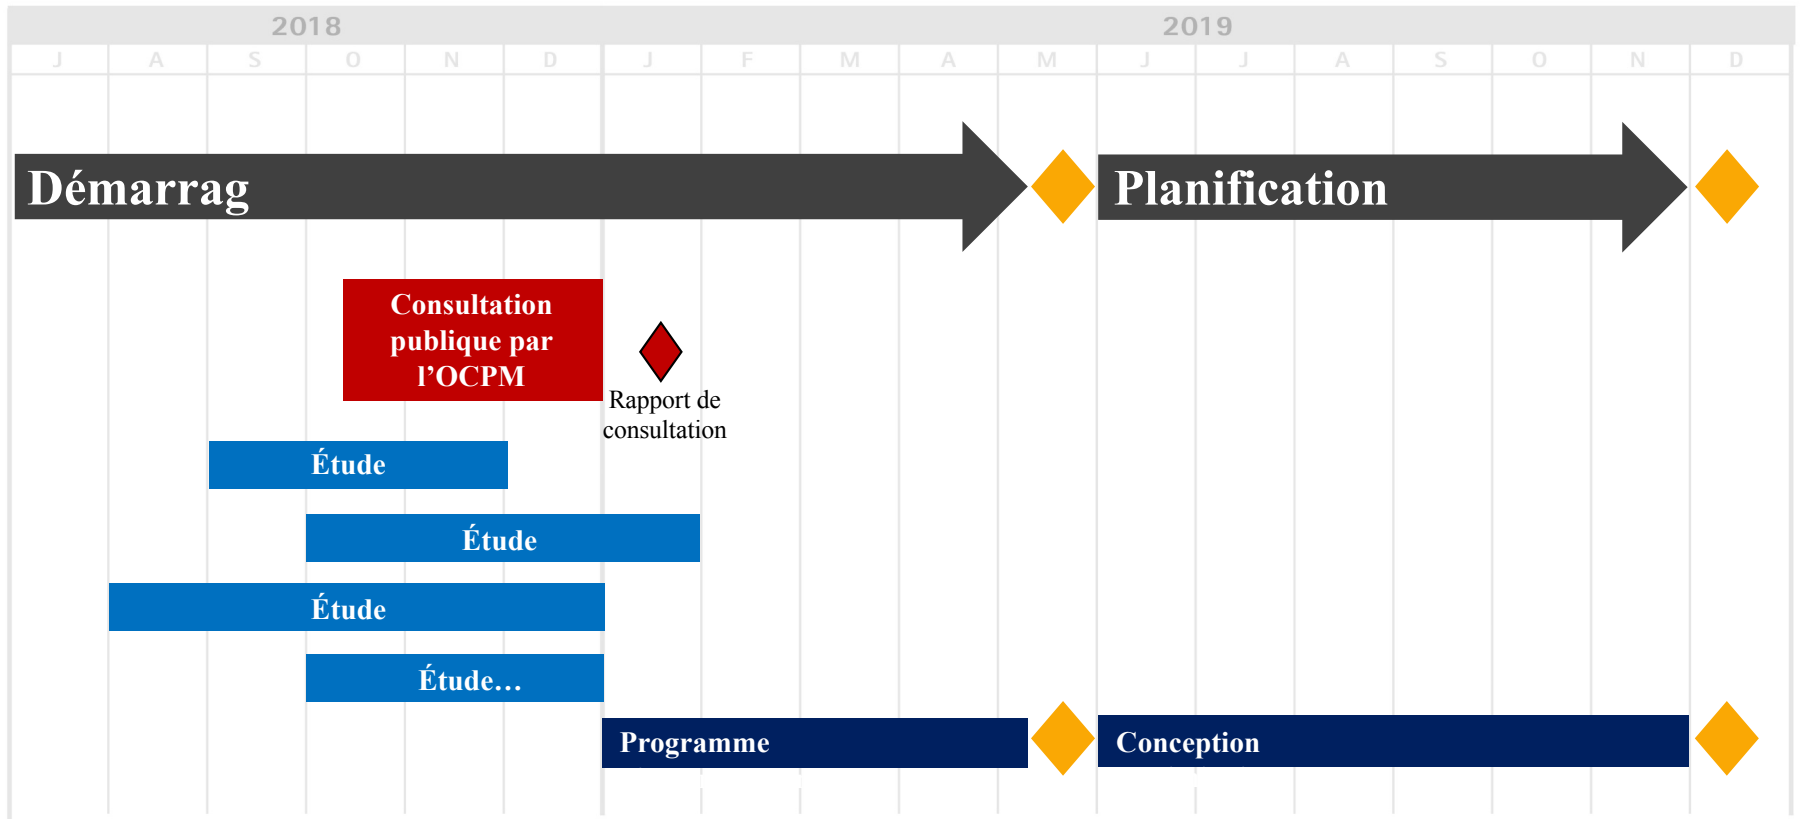 2018 2019
J A S O N D J F M A M J J A S O N D
Démarrag Planification
Consultation
publique par
l’OCPM
Rapport de
consultation
Étude
Étude
Étude
Étude…
Programme Conception